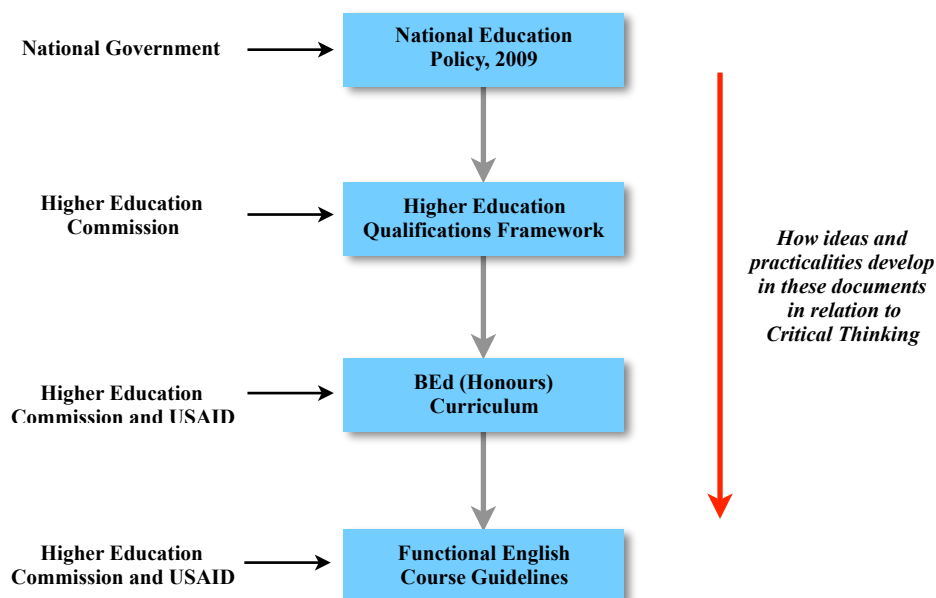 National Government
National Education
Policy, 2009
Higher Education
Commission
Higher Education
Qualifications Framework
How ideas and
practicalities develop
in these documents
in relation to
Critical Thinking
Higher Education
Commission and USAID
BEd (Honours)
Curriculum
Higher Education
Commission and USAID
Functional English
Course Guidelines